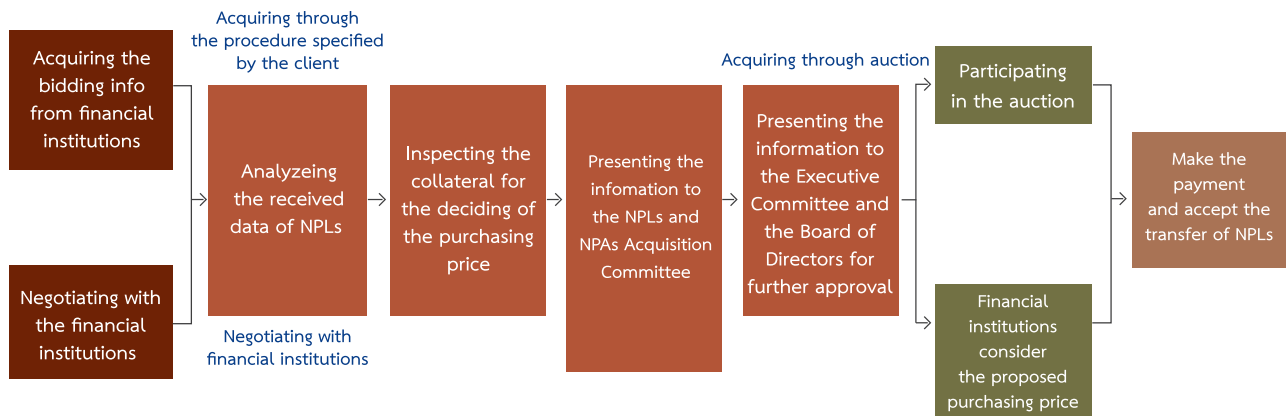 Acquiring the
bidding info
from financial
institutions
Negotiating with
the financial
institutions
Acquiring through
the procedure specified
by the client
Analyzeing
the received
data of NPLs
Negotiating with
financial institutions
Inspecting the
collateral for
the deciding of
the purchasing
price
Presenting the
infomation to
the NPLs and
NPAs Acquisition
Committee
Acquiring through auction
Presenting the
information to
the Executive
Committee and
the Board of
Directors for
further approval
Participating
in the auction
Financial
institutions
consider
the proposed
purchasing price
Make the
payment
and accept the
transfer of NPLs